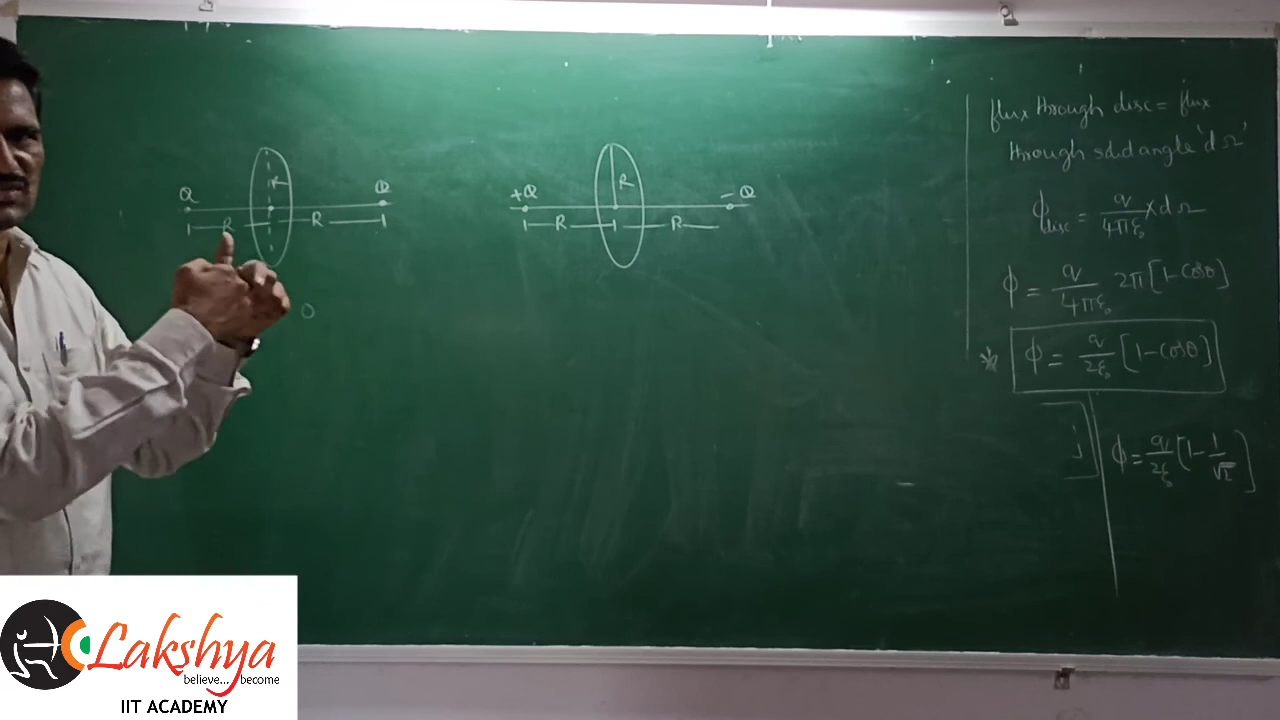 Q
R
Q
R
R
O
+Q
R
-Q
R
R
flux through disc = flux
through solid angle 'dΩ'
ϕdisc = q/4πε₀ × dΩ
ϕ = q/4πε₀ 2π[1-Cosθ]
* ϕ = q/2ε₀ [1-Cosθ]
]
ϕ = q/2ε₀ [1 - 1/√2]
Lakshya
believe... become
IIT ACADEMY